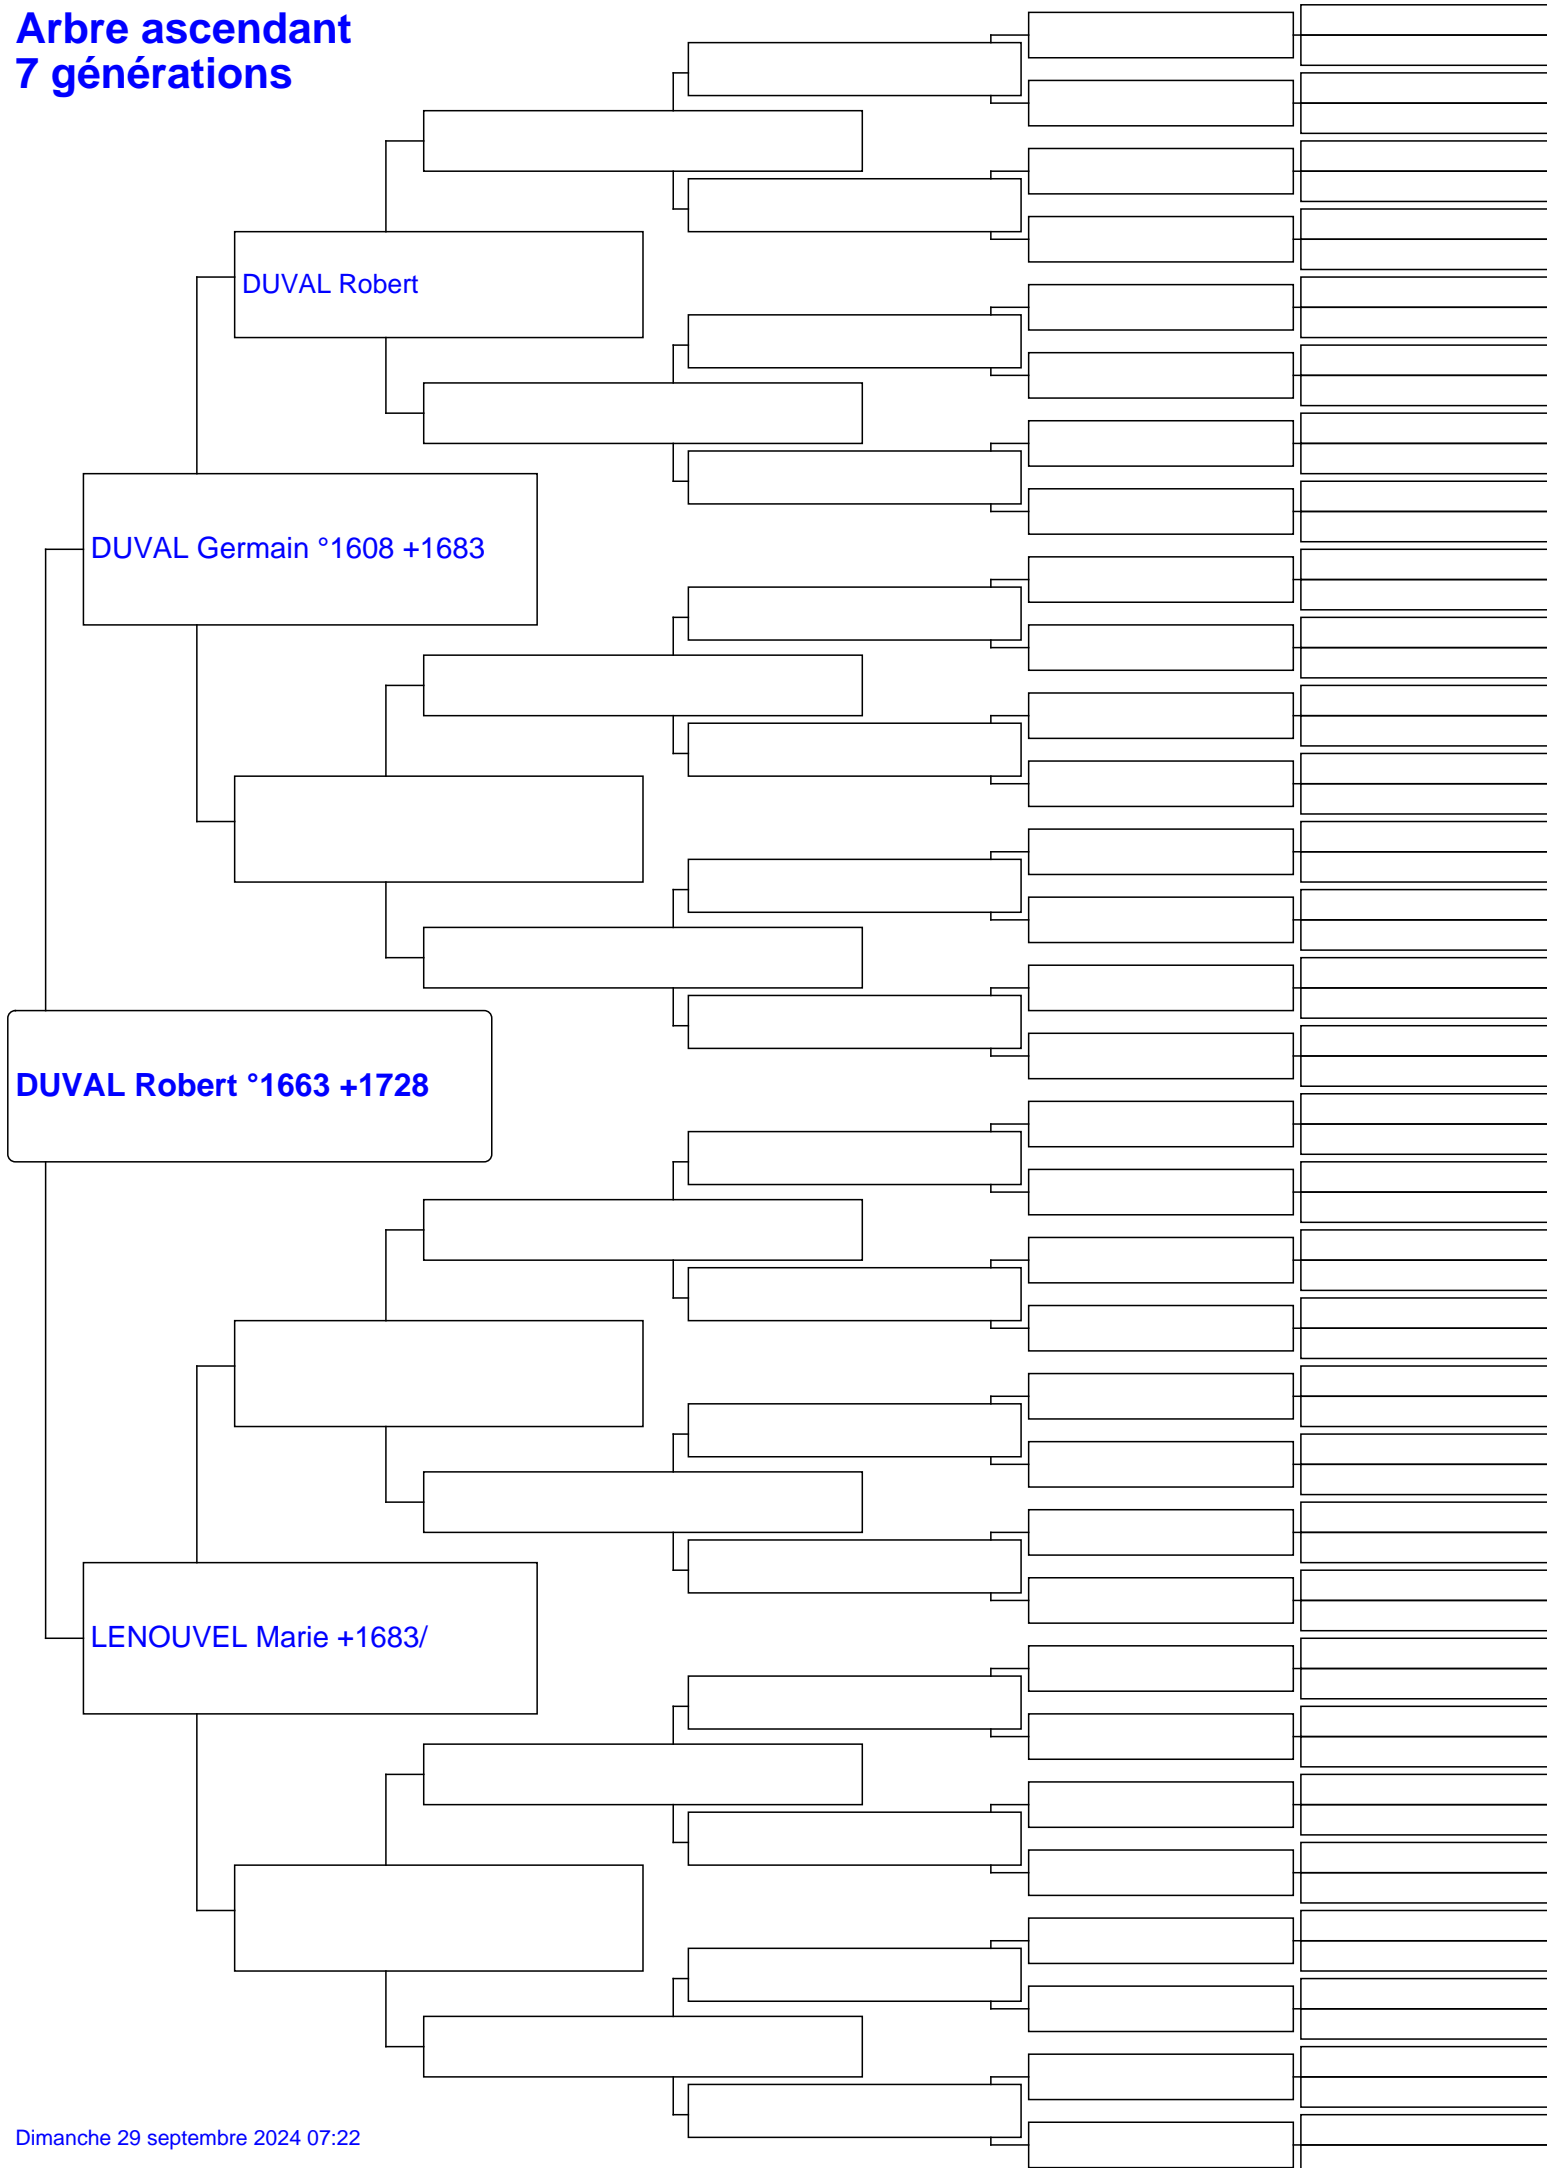 Arbre ascendant
7 générations
DUVAL Robert
DUVAL Germain °1608 +1683
DUVAL Robert °1663 +1728
LENOUVEL Marie +1683/
Dimanche 29 septembre 2024 07:22